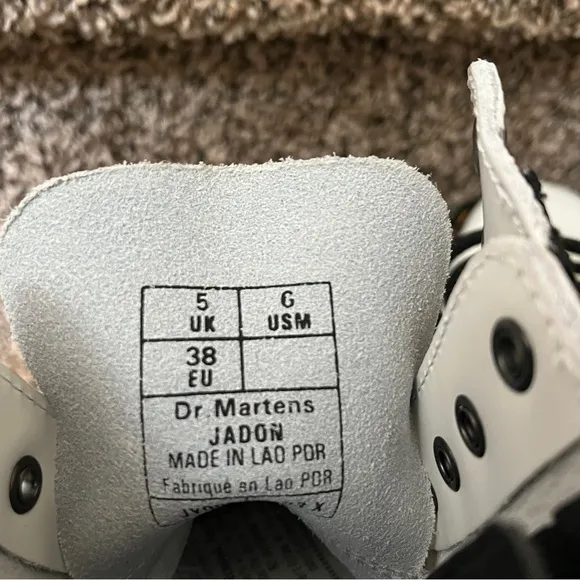 5 6
UK USM
38
EU
Dr. Martens
JADON
MADE IN LAO PDR
Fabriqué en Lao PDR